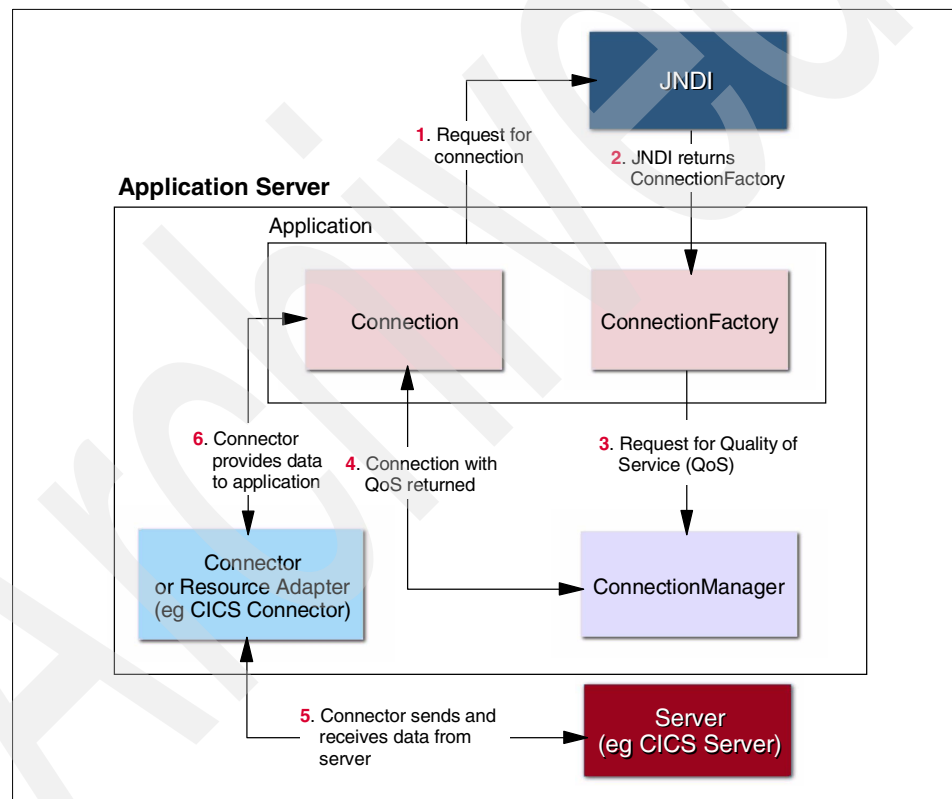 JNDI
1. Request for
connection
2. JNDI returns
ConnectionFactory
Application Server
Application
Connection
ConnectionFactory
6. Connector
provides data
to application
4. Connection with
QoS returned
3. Request for Quality of
Service (QoS)
Connector
or Resource Adapter
(eg CICS Connector)
ConnectionManager
5. Connector sends and
receives data from
server
Server
(eg CICS Server)
Archived